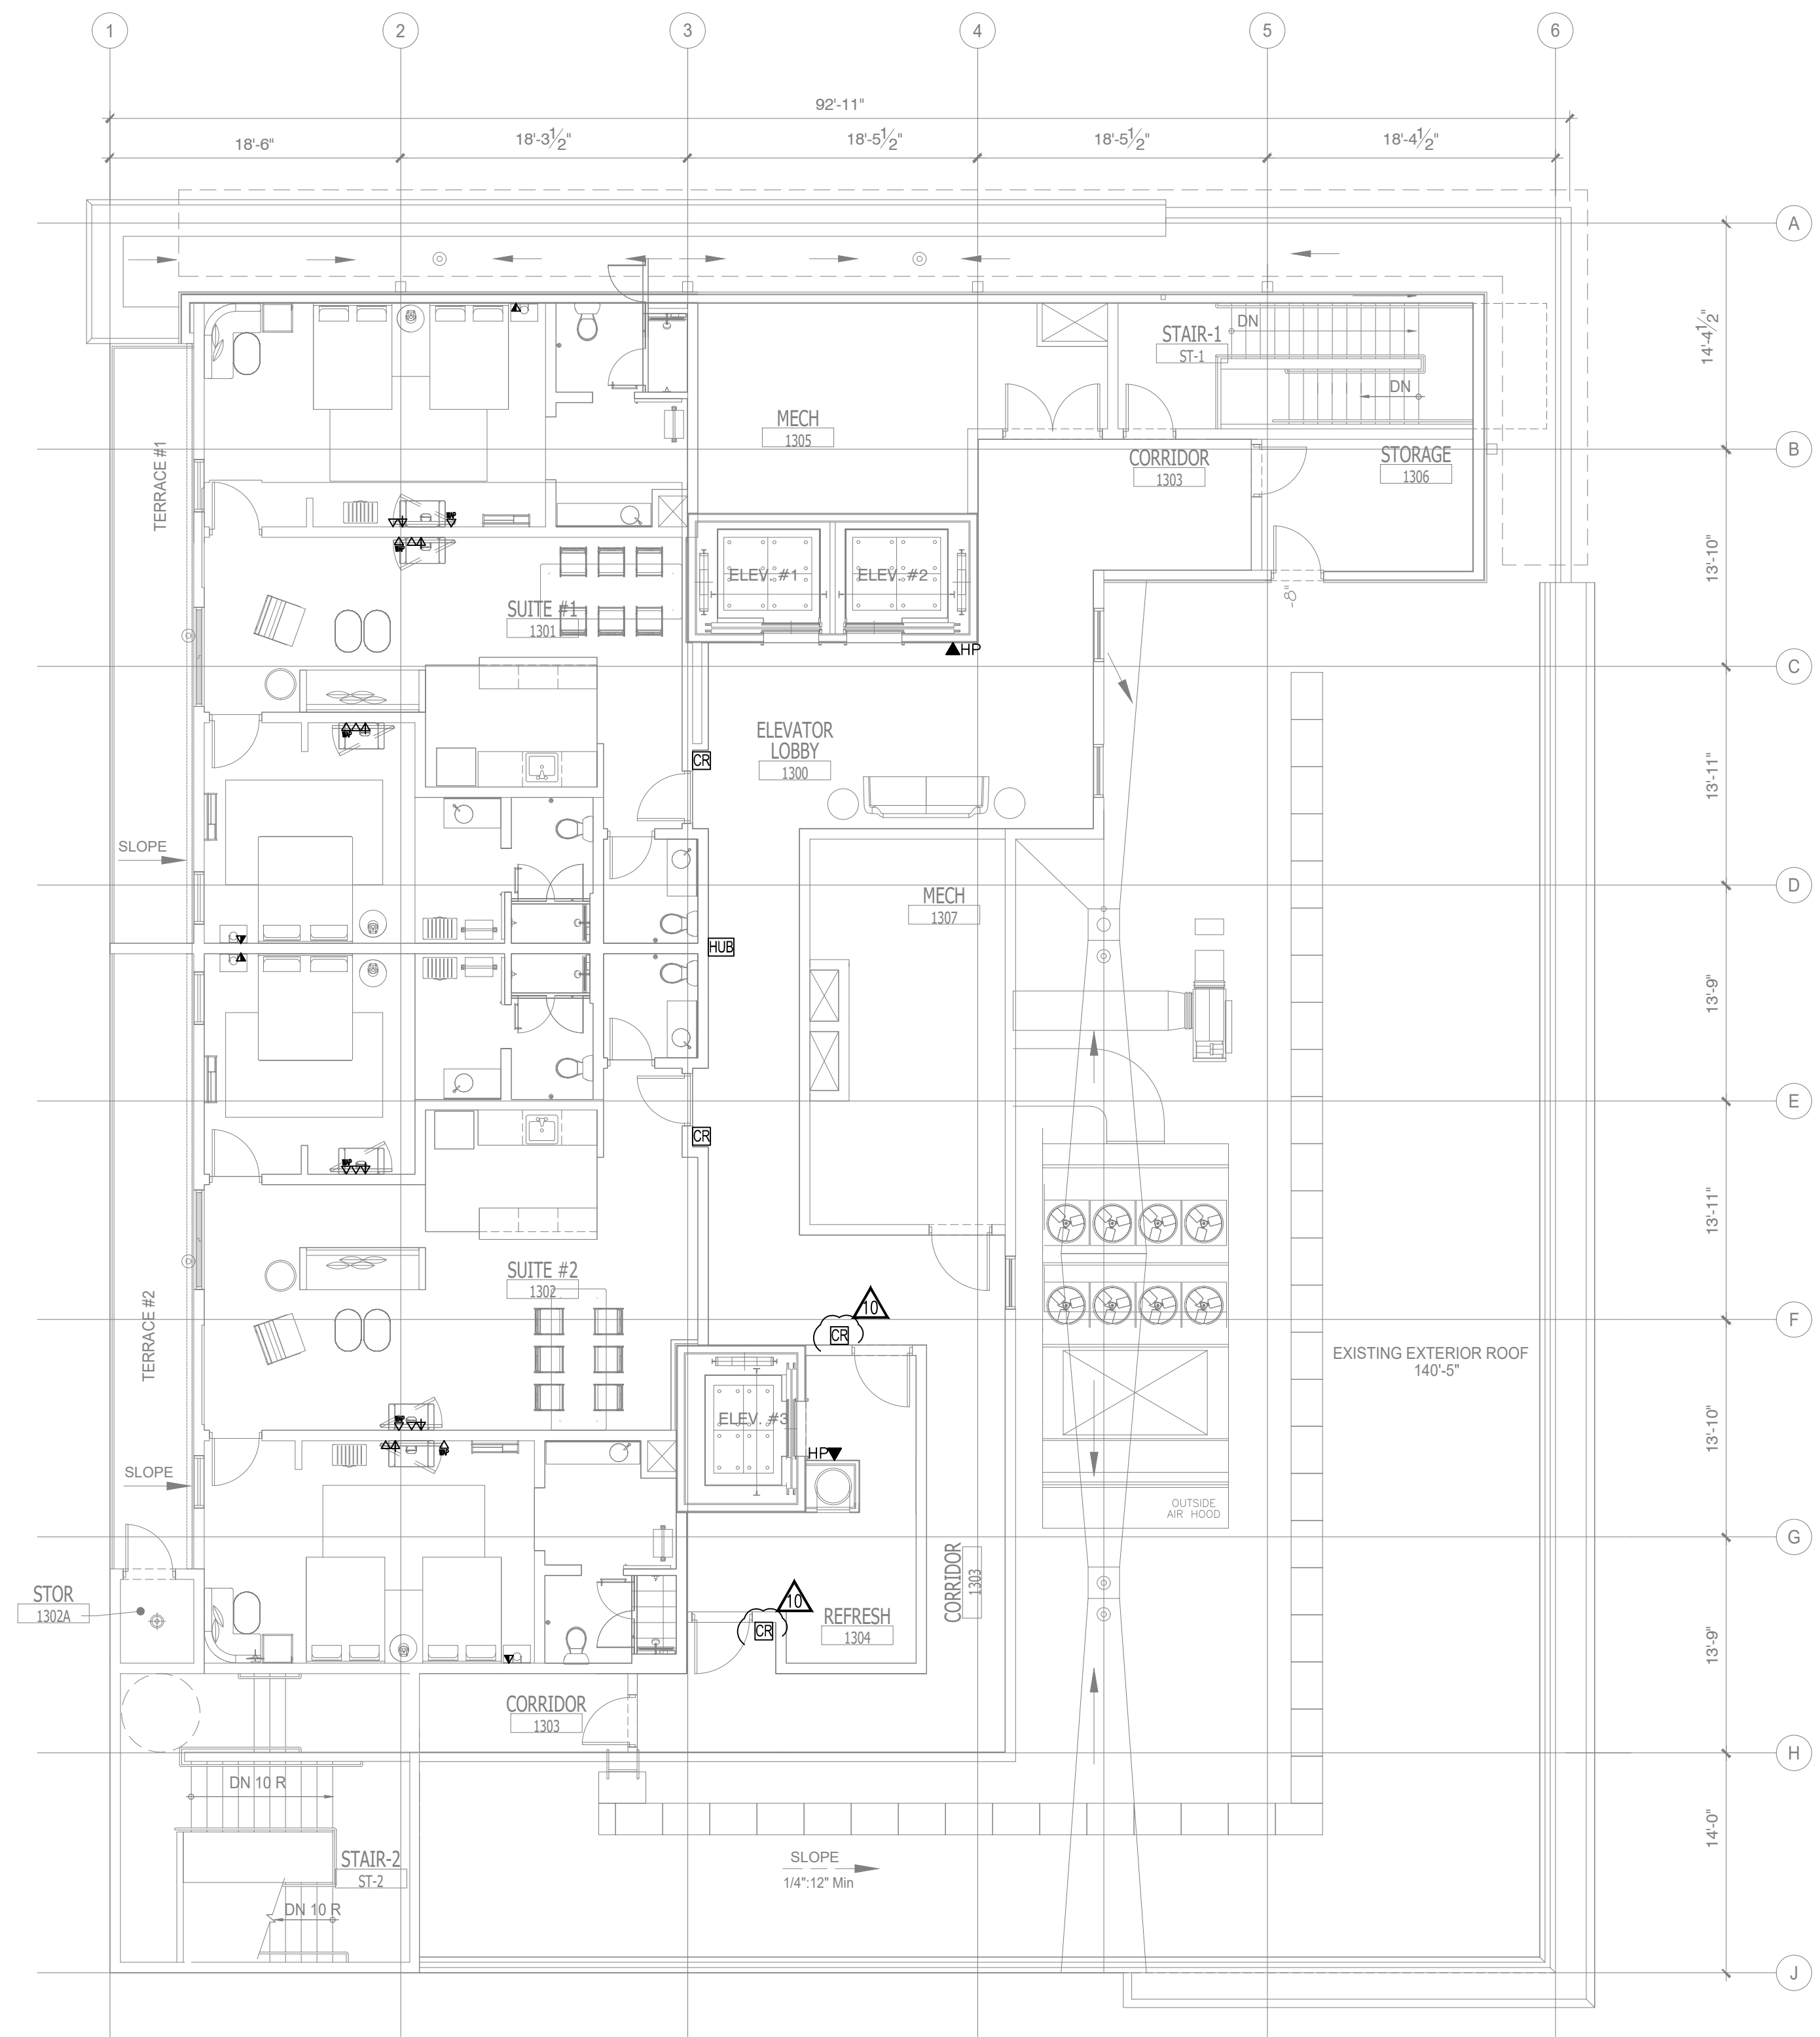 1
2
3
4
5
6
92'-11"
18'-6"
18'-3 1/2"
18'-5 1/2"
18'-5 1/2"
18'-4 1/2"
A
14'-4 1/2"
DN
STAIR-1
ST-1
DN
MECH
1305
TERRACE #1
B
CORRIDOR
1303
STORAGE
1306
13'-10"
ELEV. #1
ELEV. #2
-8"
SUITE #1
1301
HP
C
ELEVATOR
LOBBY
1300
CR
13'-11"
SLOPE
D
MECH
1307
HUB
13'-9"
E
CR
13'-11"
SUITE #2
1302
TERRACE #2
10
CR
F
EXISTING EXTERIOR ROOF
140'-5"
ELEV. #3
HP
13'-10"
SLOPE
OUTSIDE
AIR HOOD
G
STOR
1302A
CORRIDOR
1303
10
CR
REFRESH
1304
13'-9"
CORRIDOR
1303
H
DN 10 R
14'-0"
STAIR-2
ST-2
SLOPE
1/4":12" Min
DN 10 R
J